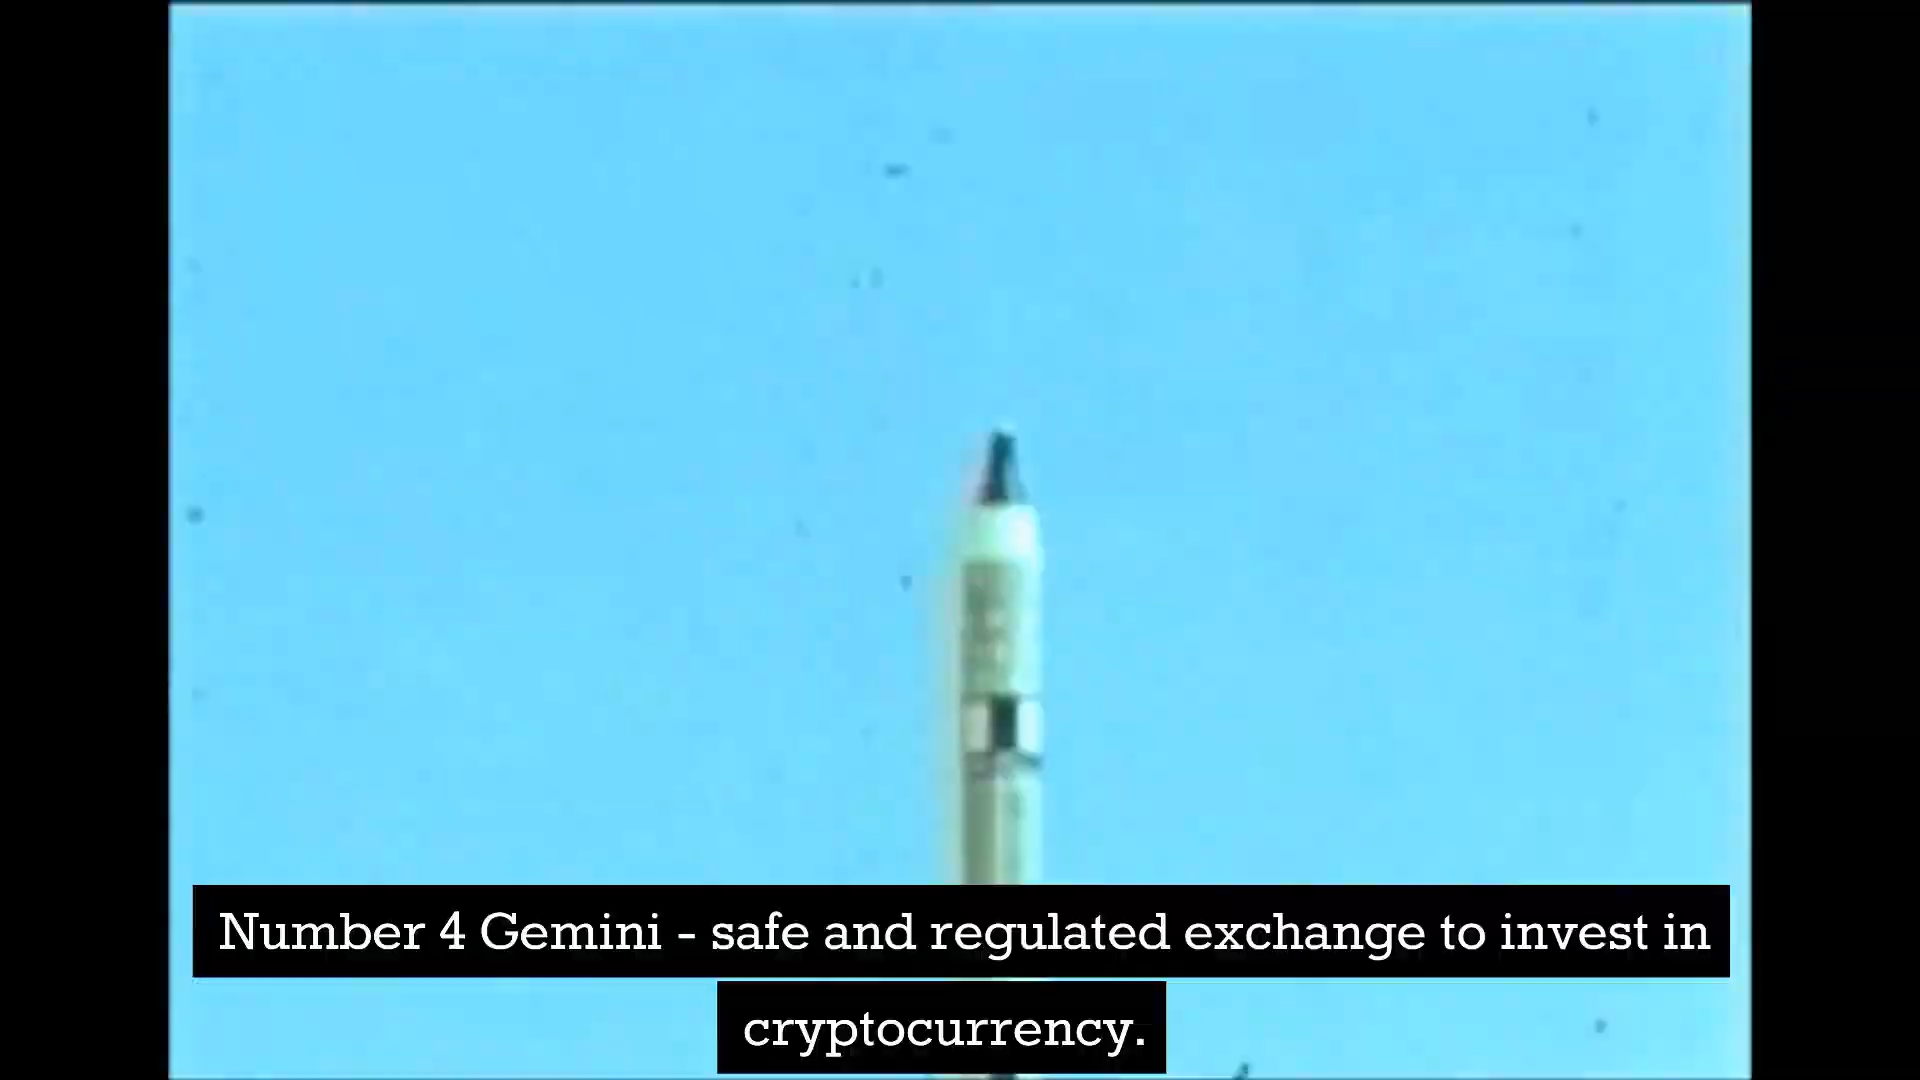 Number 4 Gemini - safe and regulated exchange to invest in
cryptocurrency.